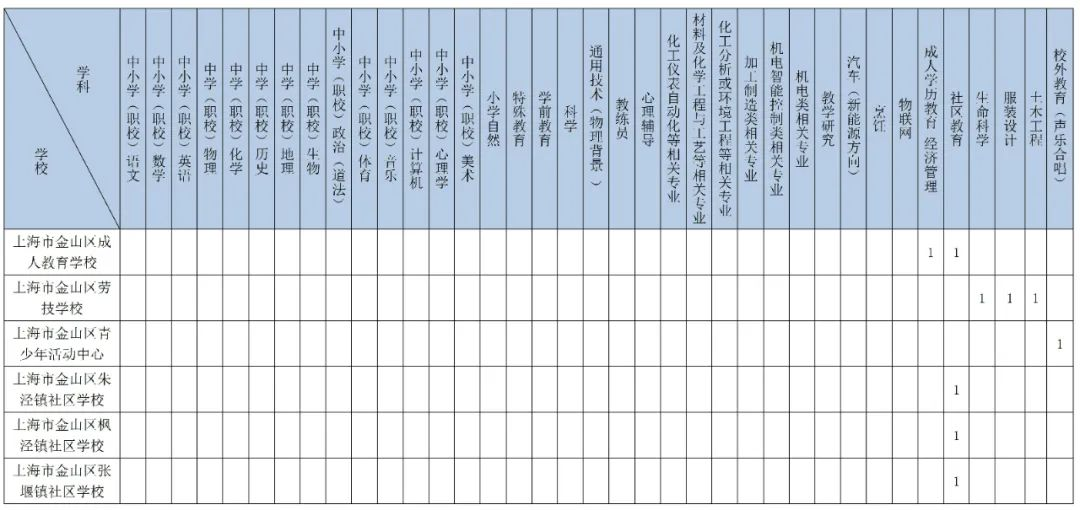 学科
学校
中小学（职校）语文
中小学（职校）数学
中小学（职校）英语
中学（职校）物理
中学（职校）化学
中学（职校）历史
中学（职校）地理
中学（职校）生物
中小学（职校）政治（道法）
中小学（职校）体育
中小学（职校）音乐
中小学（职校）计算机
中小学（职校）心理学
中小学（职校）美术
小学自然
特殊教育
学前教育
科学
通用技术（物理背景）
教练员
心理辅导
化工仪表自动化等相关专业
材料及化学工程与工艺等相关专业
化工分析或环境工程等相关专业
加工制造类相关专业
机电智能控制类相关专业
机电类相关专业
教学研究
汽车（新能源方向）
烹饪
物联网
成人学历教育 经济管理
社区教育
生命科学
服装设计
土木工程
校外教育（声乐合唱）
上海市金山区成
人教育学校
1 1
上海市金山区劳
技学校
1 1 1
上海市金山区青
少年活动中心
1
上海市金山区朱
泾镇社区学校
1
上海市金山区枫
泾镇社区学校
1
上海市金山区张
堰镇社区学校
1